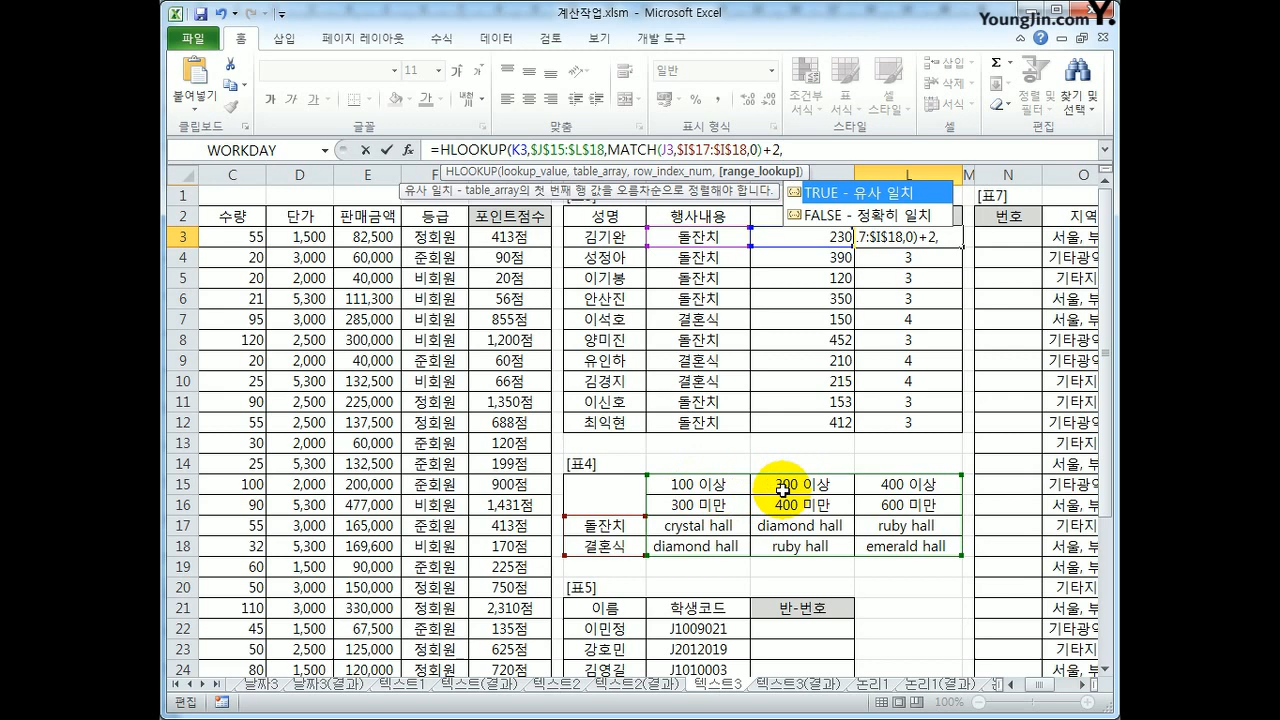 계산작업.xlsm - Microsoft Excel
YoungJin.com Y.
파일 홈 삽입 페이지 레이아웃 수식 데이터 검토 보기 개발 도구
붙여넣기 11 가 가 가 일반 조건부 서식 표 서식 셀 스타일 삽입 삭제 서식 정렬 및 필터 찾기 및 선택
클립보드 글꼴 맞춤 표시 형식 스타일 셀 편집
WORKDAY =HLOOKUP(K3,$J$15:$L$18,MATCH(J3,$I$17:$I$18,0)+2,
HLOOKUP(lookup_value, table_array, row_index_num, [range_lookup])
유사 일치 - table_array의 첫 번째 행 값을 오름차순으로 정렬해야 합니다.
TRUE - 유사 일치
FALSE - 정확히 일치
C D E F L M N O
1 [표7]
2 수량 단가 판매금액 등급 포인트점수 성명 행사내용 번호 지역
3 55 1,500 82,500 정회원 413점 김기완 돌잔치 230 .7:$I$18,0)+2, 서울, 부
4 20 3,000 60,000 준회원 90점 성정아 돌잔치 390 3 기타광역
5 20 2,000 40,000 비회원 20점 이기봉 돌잔치 120 3 기타지
6 21 5,300 111,300 비회원 56점 안산진 돌잔치 350 3 서울, 부
7 95 3,000 285,000 비회원 855점 이석호 결혼식 150 4 서울, 부
8 120 2,500 300,000 비회원 1,200점 양미진 돌잔치 452 3 기타광역
9 20 2,000 40,000 준회원 60점 유인하 결혼식 210 4 서울, 부
10 25 5,300 132,500 비회원 66점 김경지 결혼식 215 4 기타지
11 90 2,500 225,000 정회원 1,350점 이신호 돌잔치 153 3 기타지
12 55 2,500 137,500 정회원 688점 최익현 돌잔치 412 3 서울, 부
13 30 2,000 60,000 준회원 120점 기타지
14 25 5,300 132,500 준회원 199점 [표4] 서울, 부
15 100 2,000 200,000 준회원 900점 100 이상 300 이상 400 이상 기타광역
16 90 5,300 477,000 비회원 1,431점 300 미만 400 미만 600 미만 서울, 부
17 55 3,000 165,000 정회원 413점 돌잔치 crystal hall diamond hall ruby hall 기타지
18 32 5,300 169,600 비회원 170점 결혼식 diamond hall ruby hall emerald hall 기타지
19 60 1,500 90,000 준회원 225점 서울, 부
20 50 3,000 150,000 정회원 750점 [표5] 기타지
21 110 3,000 330,000 정회원 2,310점 이름 학생코드 반-번호 서울, 부
22 45 1,500 67,500 준회원 135점 이민정 J1009021 기타광역
23 50 2,500 125,000 정회원 625점 강호민 J2012019 서울, 부
24 80 1,500 120,000 정회원 720점 김영길 J1010003 기타지
날짜3 날짜3(결과) 텍스트1 텍스트(결과) 텍스트2 텍스트2(결과) 텍스트3 텍스트3(결과) 논리1 논리1(결과)
편집 100%